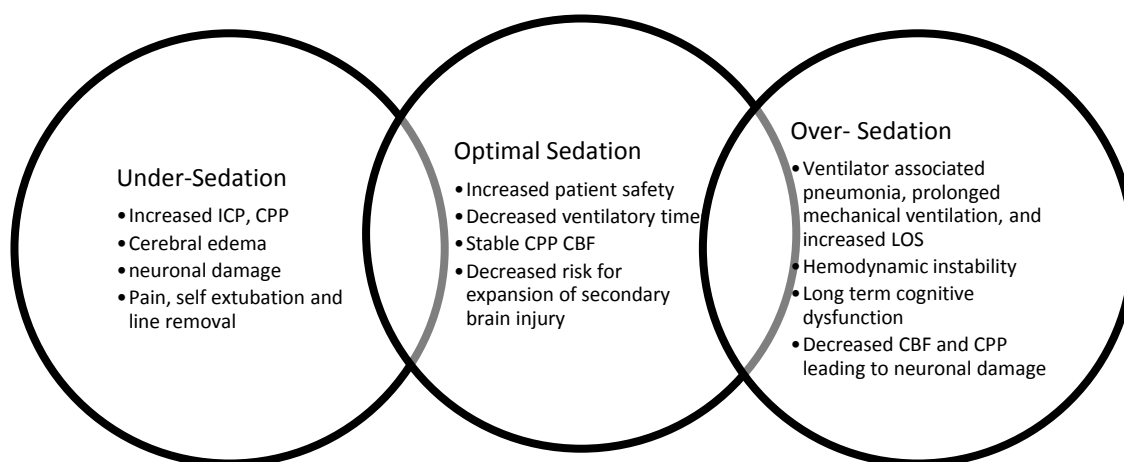 Under-Sedation
•Increased ICP, CPP
•Cerebral edema
•neuronal damage
•Pain, self extubation and
line removal
Optimal Sedation
•Increased patient safety
•Decreased ventilatory time
•Stable CPP CBF
•Decreased risk for
expansion of secondary
brain injury
Over- Sedation
•Ventilator associated
pneumonia, prolonged
mechanical ventilation, and
increased LOS
•Hemodynamic instability
•Long term cognitive
dysfunction
•Decreased CBF and CPP
leading to neuronal damage